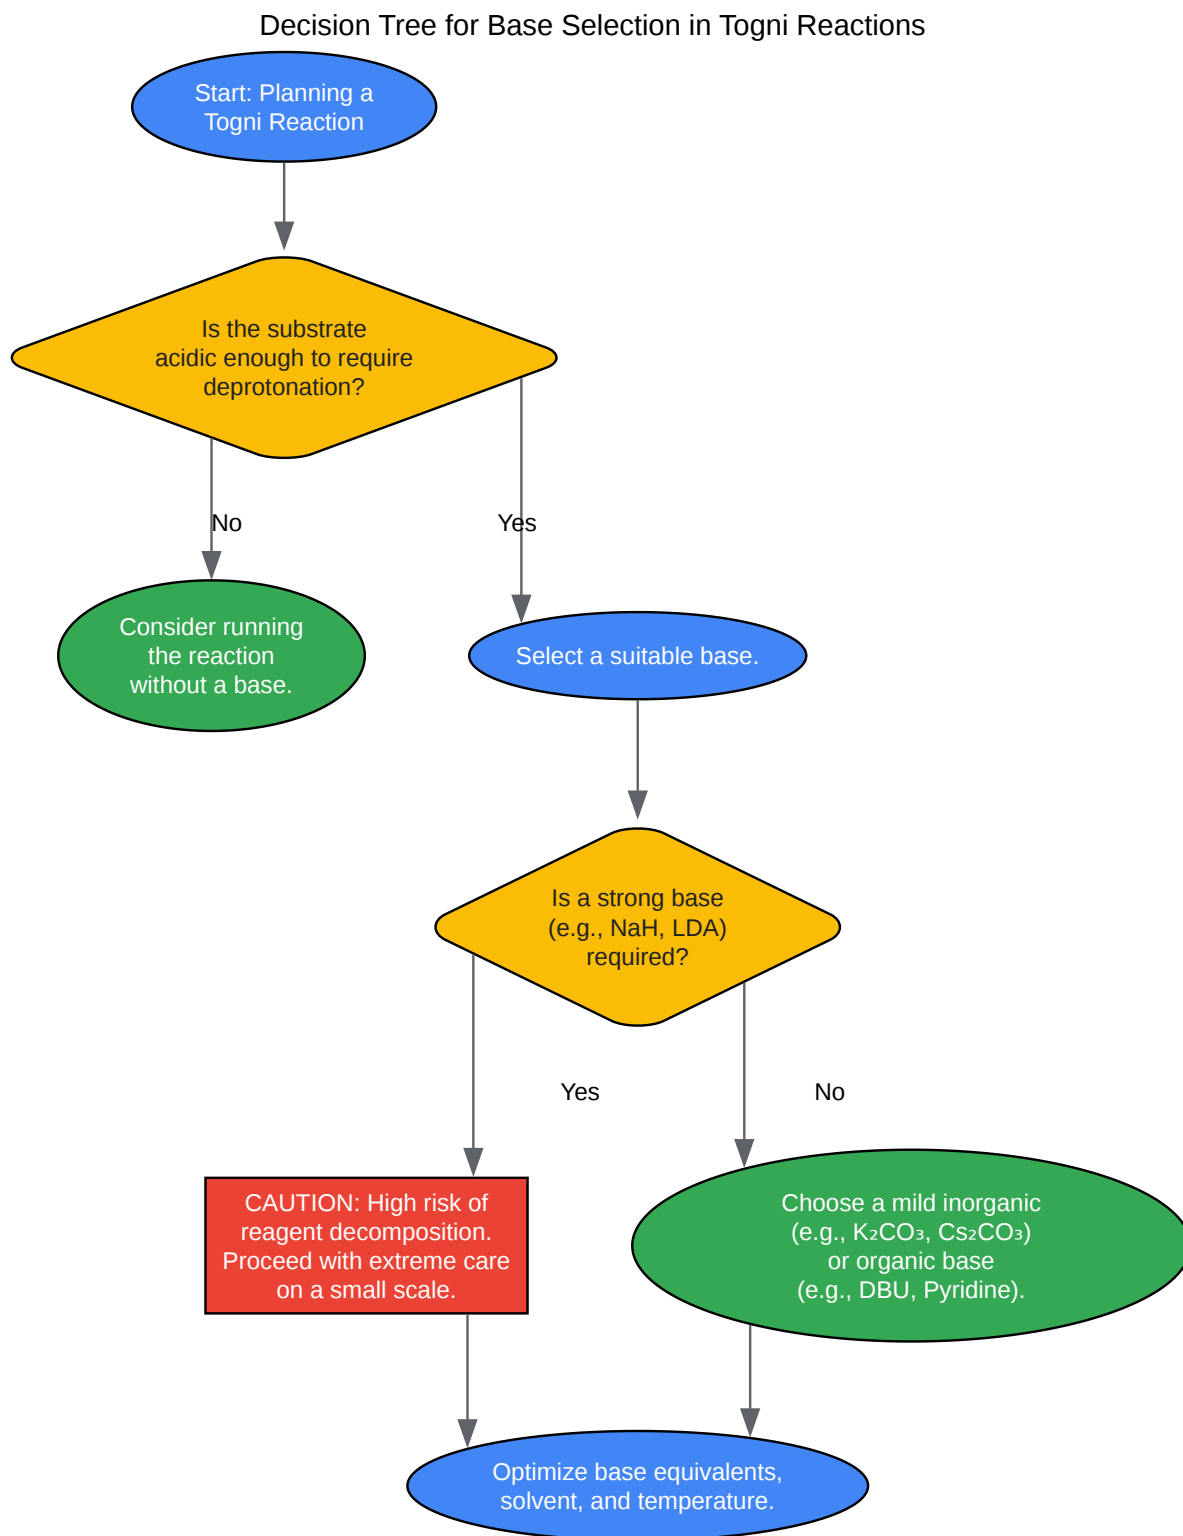 Decision Tree for Base Selection in Togni Reactions
Start: Planning a
Togni Reaction
Is the substrate
acidic enough to require
deprotonation?
No
Yes
Consider running
the reaction
without a base.
Select a suitable base.
Is a strong base
(e.g., NaH, LDA)
required?
Yes
No
CAUTION: High risk of
reagent decomposition.
Proceed with extreme care
on a small scale.
Choose a mild inorganic
(e.g., K₂CO₃, Cs₂CO₃)
or organic base
(e.g., DBU, Pyridine).
Optimize base equivalents,
solvent, and temperature.